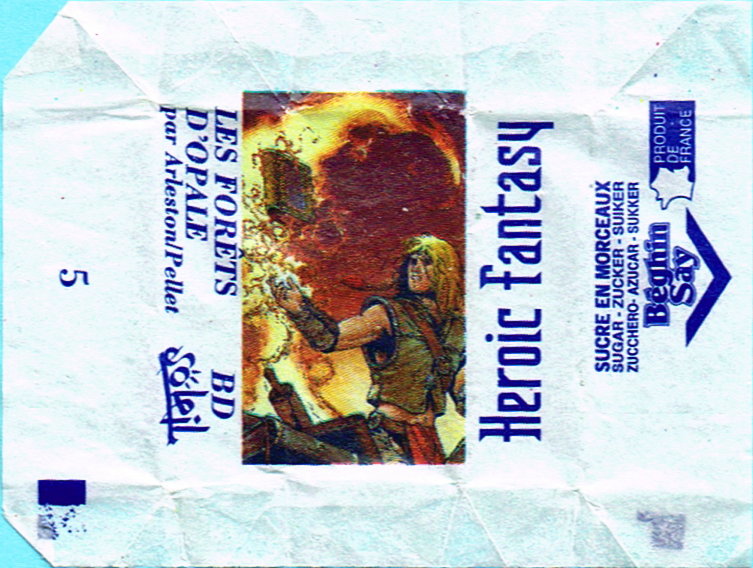 PRODUIT
DE
FRANCE
Béghin
Say
SUCRE EN MORCEAUX
SUGAR - ZUCKER - SUIKER
ZUCCHERO- AZUCAR - SUKKER
Heroic Fantasy
LES FORÊTS
D'OPALE
par Arleston/Pellet
BD
Soleil
5